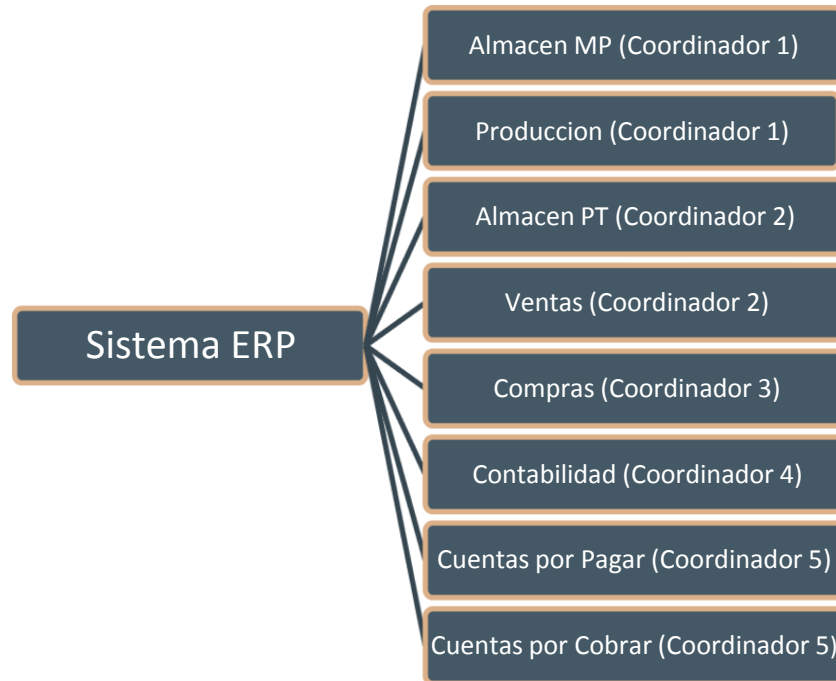 Almacen MP (Coordinador 1)
Produccion (Coordinador 1)
Almacen PT (Coordinador 2)
Ventas (Coordinador 2)
Sistema ERP
Compras (Coordinador 3)
Contabilidad (Coordinador 4)
Cuentas por Pagar (Coordinador 5)
Cuentas por Cobrar (Coordinador 5)